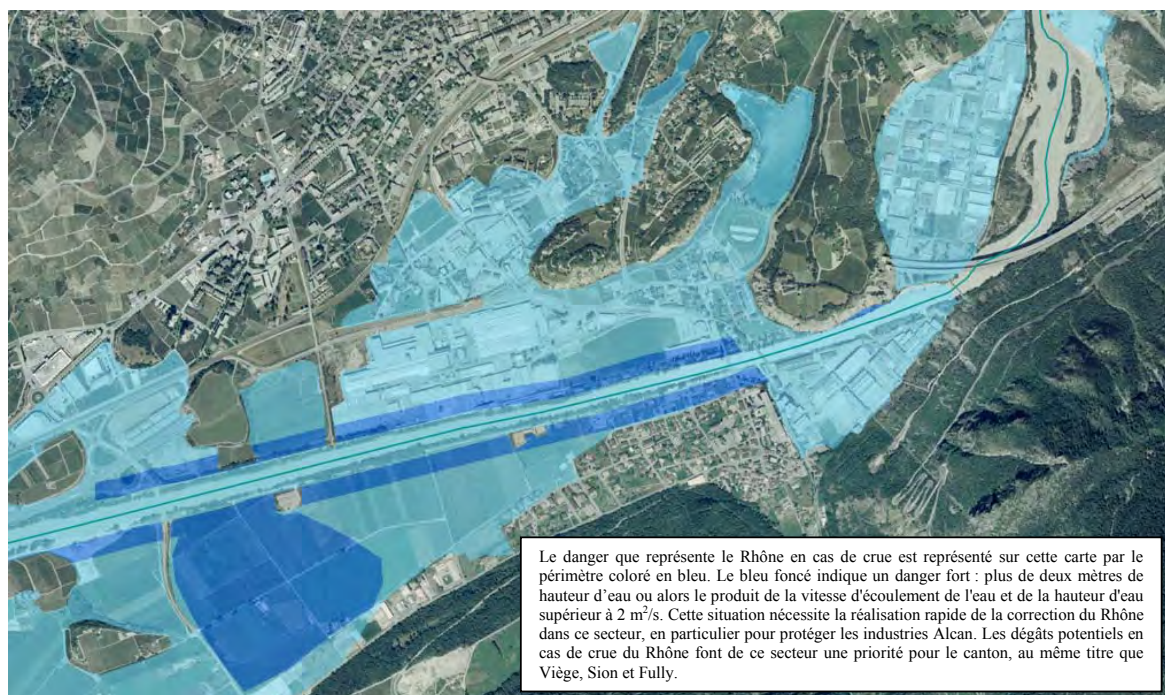 Le danger que représente le Rhône en cas de crue est représenté sur cette carte par le
périmètre coloré en bleu. Le bleu foncé indique un danger fort : plus de deux mètres de
hauteur d’eau ou alors le produit de la vitesse d'écoulement de l'eau et de la hauteur d'eau
supérieur à 2 m²/s. Cette situation nécessite la réalisation rapide de la correction du Rhône
dans ce secteur, en particulier pour protéger les industries Alcan. Les dégâts potentiels en
cas de crue du Rhône font de ce secteur une priorité pour le canton, au même titre que
Viège, Sion et Fully.